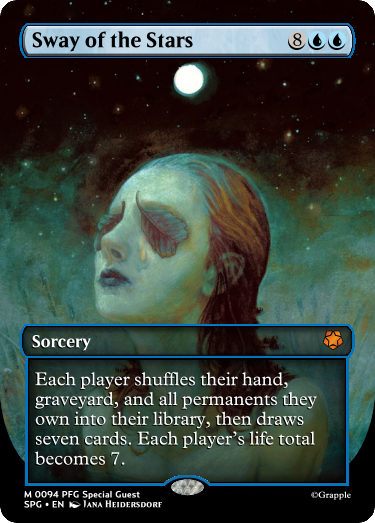 Sway of the Stars 8
Sorcery
Each player shuffles their hand,
graveyard, and all permanents they
own into their library, then draws
seven cards. Each player's life total
becomes 7.
M 0094 PFG Special Guest
SPG • EN Jana Heidersdorf
©Grapple